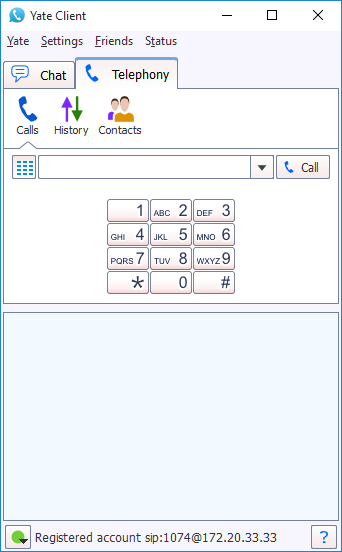 Yate Client
Yate Settings Friends Status
Chat Telephony
Calls History Contacts
Call
1 ABC 2 DEF 3
GHI 4 JKL 5 MNO 6
PQRS 7 TUV 8 WXYZ 9
* 0 #
Registered account sip:1074@172.20.33.33 ?